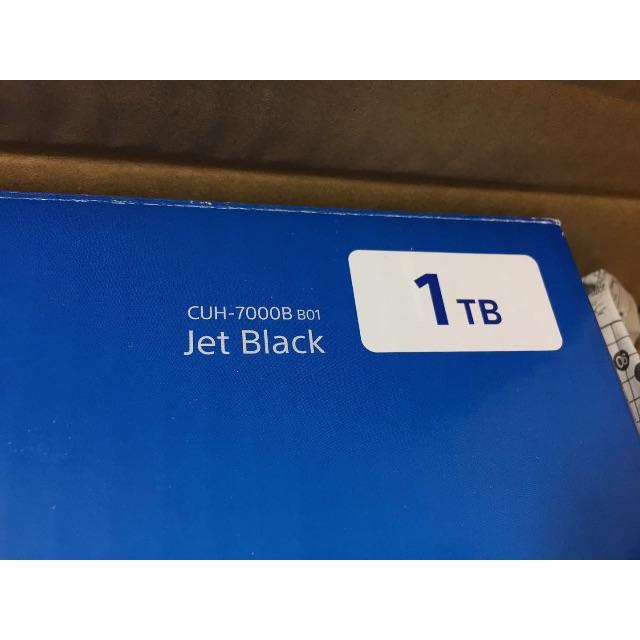 CUH-7000B B01
Jet Black
1 TB